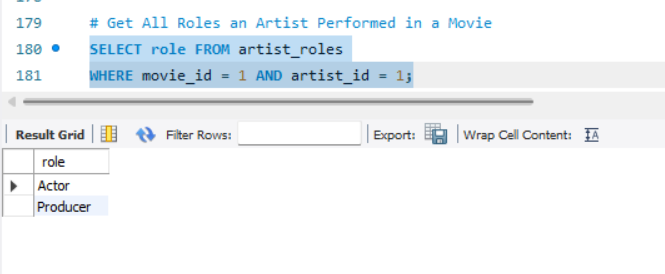 179 # Get All Roles an Artist Performed in a Movie
180 SELECT role FROM artist_roles
181 WHERE movie_id = 1 AND artist_id = 1;
Result Grid Filter Rows: Export: Wrap Cell Content: IA
role
Actor
Producer